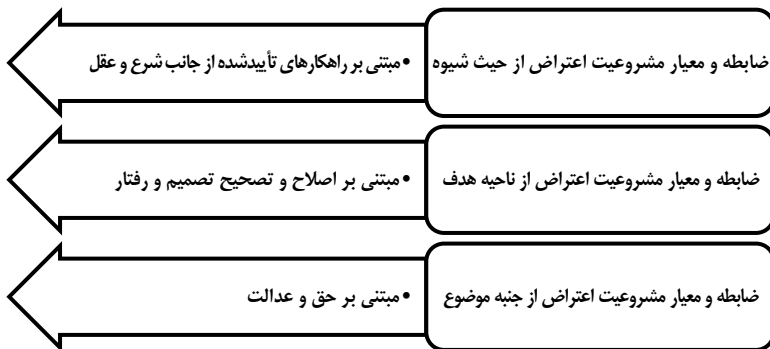 ضابطه و معیار مشروعیت اعتراض از حیث شیوه
• مبتنی بر راهکارهای تأییدشده از جانب شرع و عقل
ضابطه و معیار مشروعیت اعتراض از ناحیه هدف
• مبتنی بر اصلاح و تصحیح تصمیم و رفتار
ضابطه و معیار مشروعیت اعتراض از جنبه موضوع
• مبتنی بر حق و عدالت